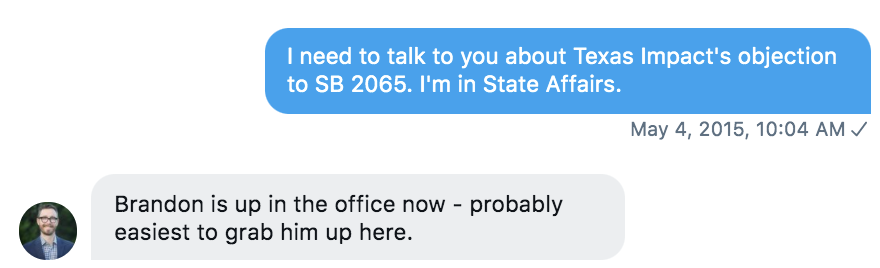 I need to talk to you about Texas Impact's objection
to SB 2065. I'm in State Affairs.
May 4, 2015, 10:04 AM ✓
Brandon is up in the office now - probably
easiest to grab him up here.